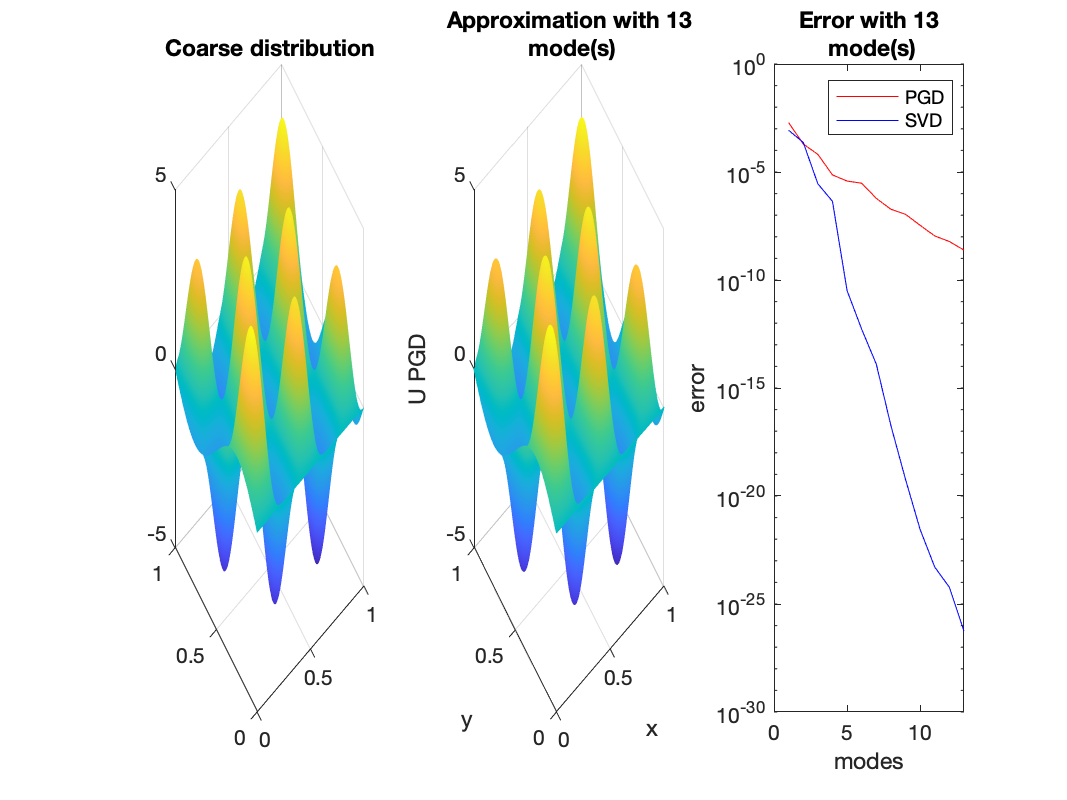 Coarse distribution
5
0
-5
1
0.5
0
0
0.5
1
Approximation with 13
mode(s)
U PGD
5
0
-5
1
0.5
0
y
0
0.5
1
x
Error with 13
mode(s)
PGD
SVD
error
10^0
10^-5
10^-10
10^-15
10^-20
10^-25
10^-30
0
5
10
modes